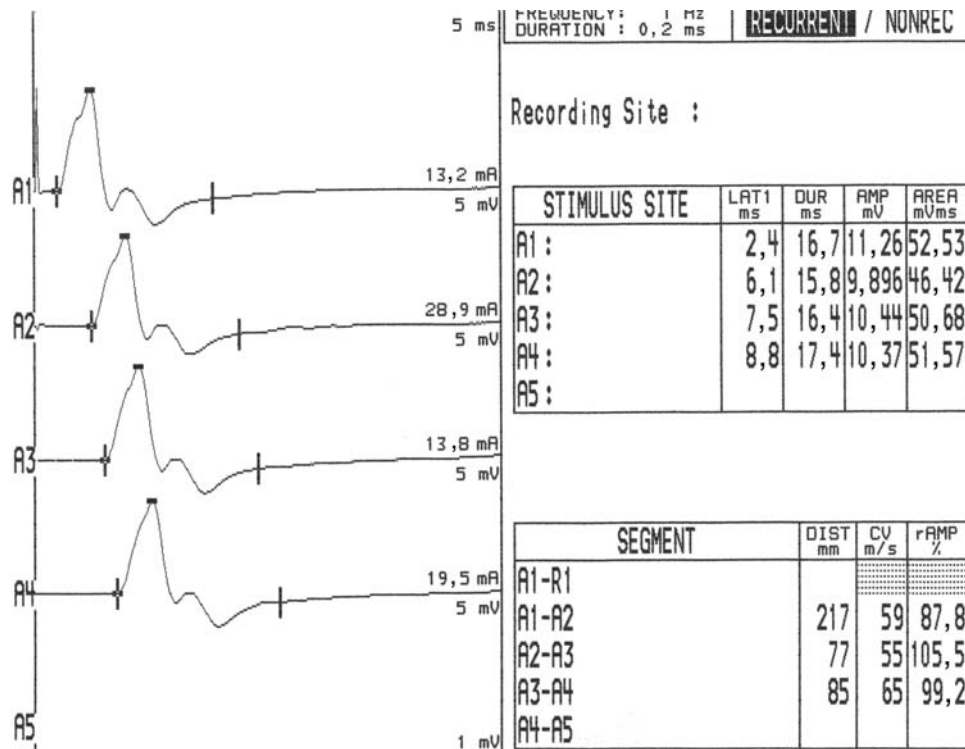 5 ms
FREQUENCY: 1 Hz
DURATION : 0,2 ms
RECURRENT / NONREC
Recording Site :
A1
13,2 mA
5 mV
A2
28,9 mA
5 mV
A3
13,8 mA
5 mV
A4
19,5 mA
5 mV
A5
1 mV
STIMULUS SITE LAT1 ms DUR ms AMP mV AREA mVms
A1: 2,4 16,7 11,26 52,53
A2: 6,1 15,8 9,896 46,42
A3: 7,5 16,4 10,44 50,68
A4: 8,8 17,4 10,37 51,57
A5:
SEGMENT DIST mm CV m/s rAMP %
A1-R1
A1-A2 217 59 87,8
A2-A3 77 55 105,5
A3-A4 85 65 99,2
A4-A5